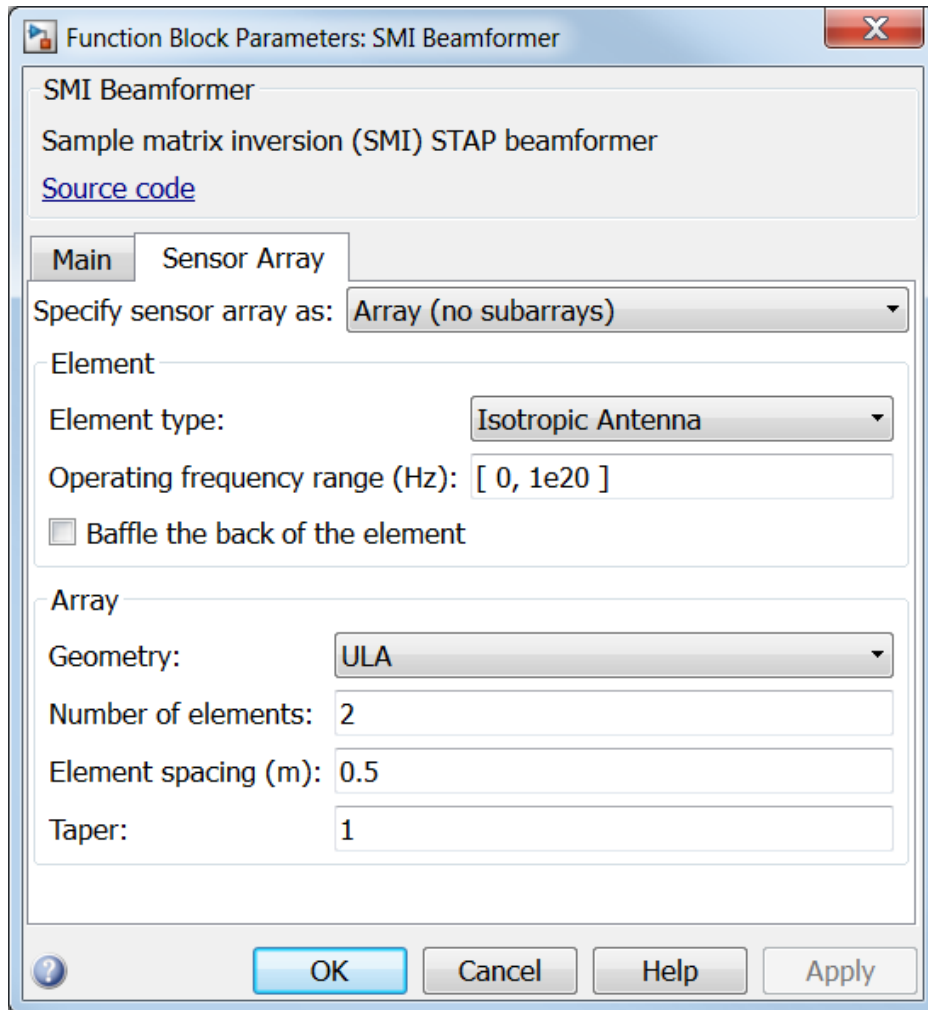 Function Block Parameters: SMI Beamformer
SMI Beamformer
Sample matrix inversion (SMI) STAP beamformer
Source code
Main Sensor Array
Specify sensor array as: Array (no subarrays)
Element
Element type: Isotropic Antenna
Operating frequency range (Hz): [ 0, 1e20 ]
Baffle the back of the element
Array
Geometry: ULA
Number of elements: 2
Element spacing (m): 0.5
Taper: 1
? OK Cancel Help Apply